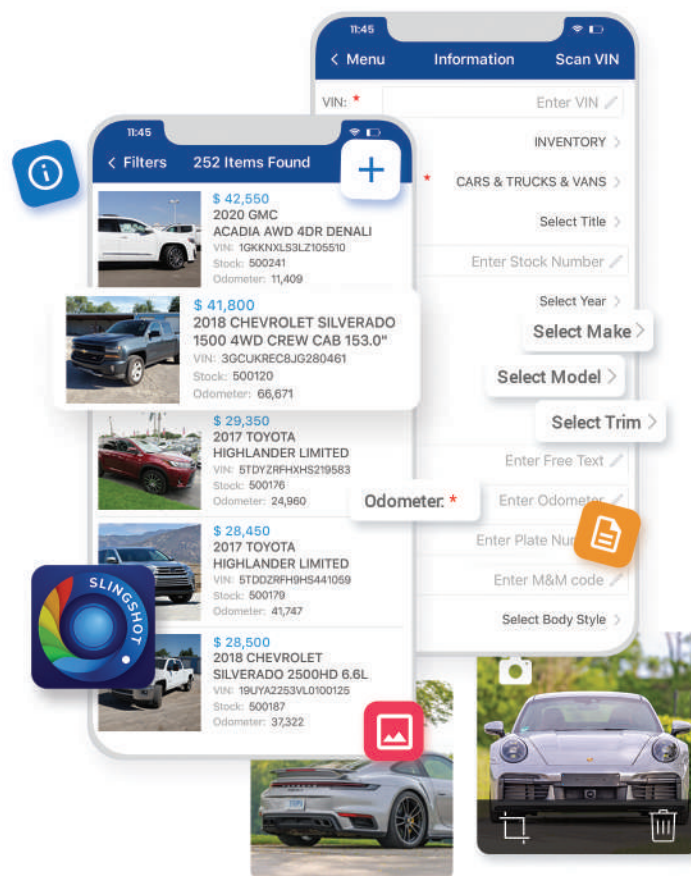 11:45
< Menu Information Scan VIN
VIN: * Enter VIN
INVENTORY >
* CARS & TRUCKS & VANS >
Select Title >
Enter Stock Number
Select Year >
Select Make >
Select Model >
Select Trim >
Enter Free Text
Odometer: * Enter Odometer
Enter Plate Nu
Enter M&M code
Select Body Style >
11:45
< Filters 252 Items Found +
$ 42,550
2020 GMC
ACADIA AWD 4DR DENALI
VIN: 1GKKNXLS3LZ105510
Stock: 500241
Odometer: 11,409
$ 41,800
2018 CHEVROLET SILVERADO
1500 4WD CREW CAB 153.0"
VIN: 3GCUKREC8JG280461
Stock: 500120
Odometer: 66,671
$ 29,350
2017 TOYOTA
HIGHLANDER LIMITED
VIN: 5TDYZRFHXHS219583
Stock: 500176
Odometer: 24,960
$ 28,450
2017 TOYOTA
HIGHLANDER LIMITED
VIN: 5TDDZRFH9HS441059
Stock: 500179
Odometer: 41,747
$ 28,500
2018 CHEVROLET
SILVERADO 2500HD 6.6L
VIN: 19UYA2253VL0100125
Stock: 500187
Odometer: 37,322
SLINGSHOT